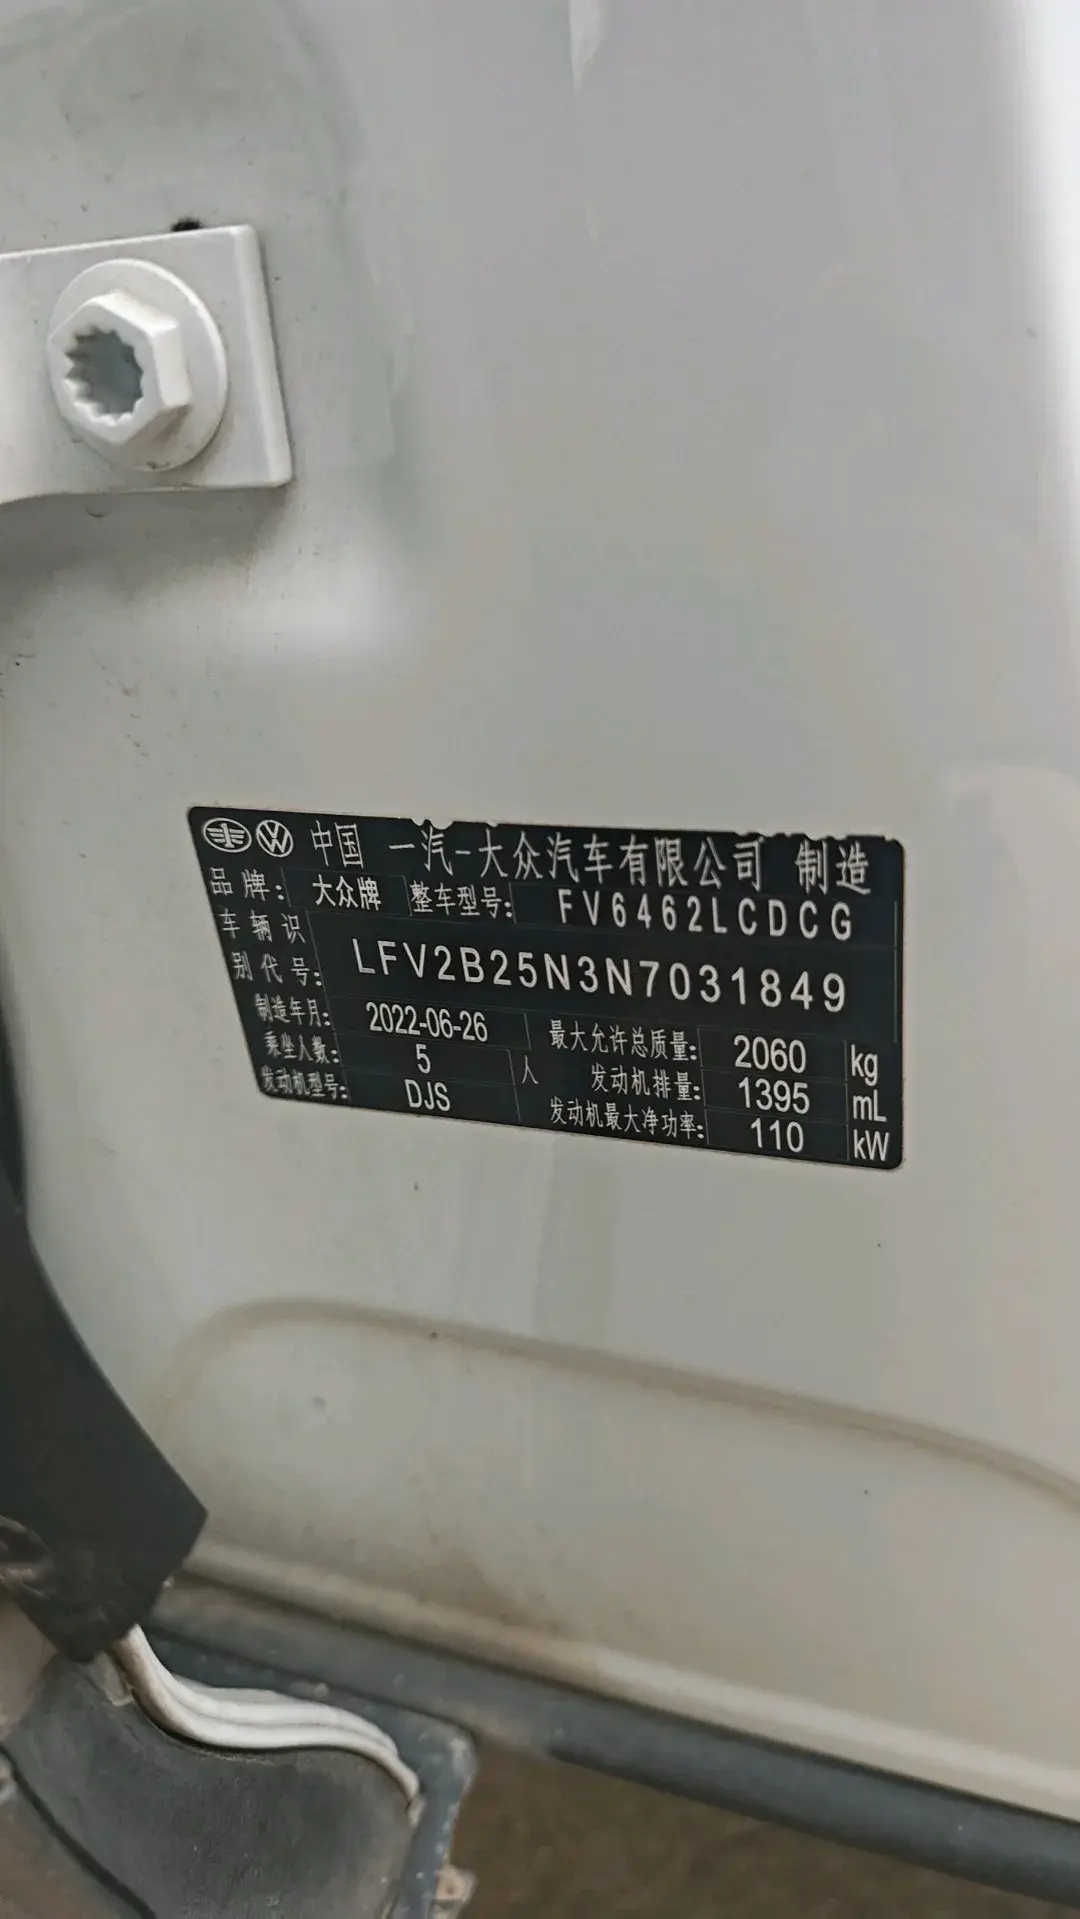 中国 一汽-大众汽车有限公司 制造
品牌: 大众牌 整车型号: FV6462LCDCG
车辆识别代号: LFV2B25N3N7031849
制造年月: 2022-06-26 最大允许总质量: 2060 kg
乘坐人数: 5 人 发动机排量: 1395 mL
发动机型号: DJS 发动机最大净功率: 110 kW